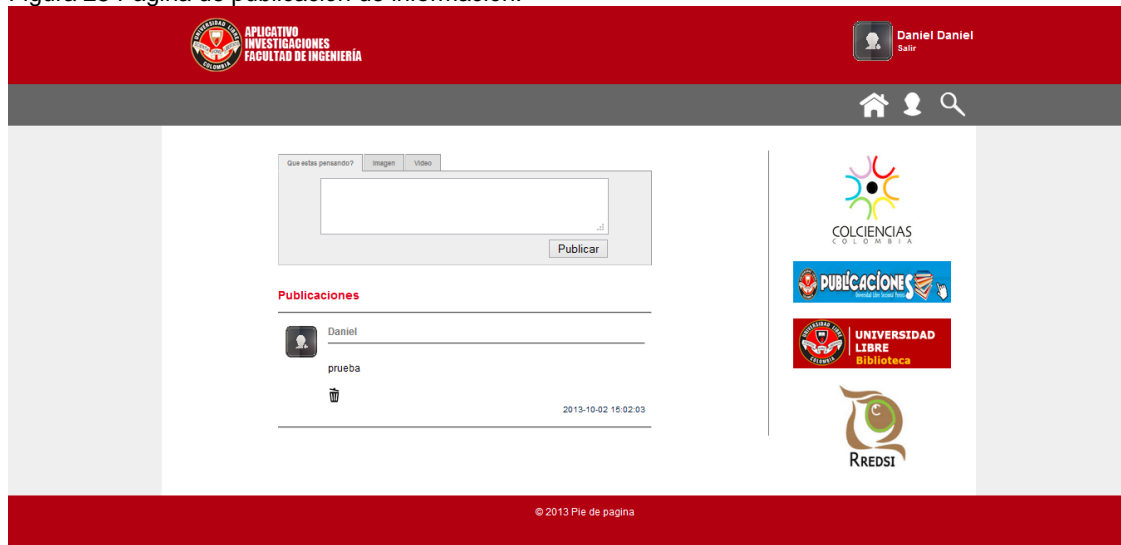 Figura 28 Página de publicación de información.
APLICATIVO
INVESTIGACIONES
FACULTAD DE INGENIERÍA
Daniel Daniel
Salir
Que estas pensando?
Imagen
Video
Publicar
Publicaciones
Daniel
prueba
2013-10-02 15:02:03
COLCIENCIAS
COLOMBIA
PUBLICACIONES
UNIVERSIDAD
LIBRE
Biblioteca
RREDSI
© 2013 Pie de pagina